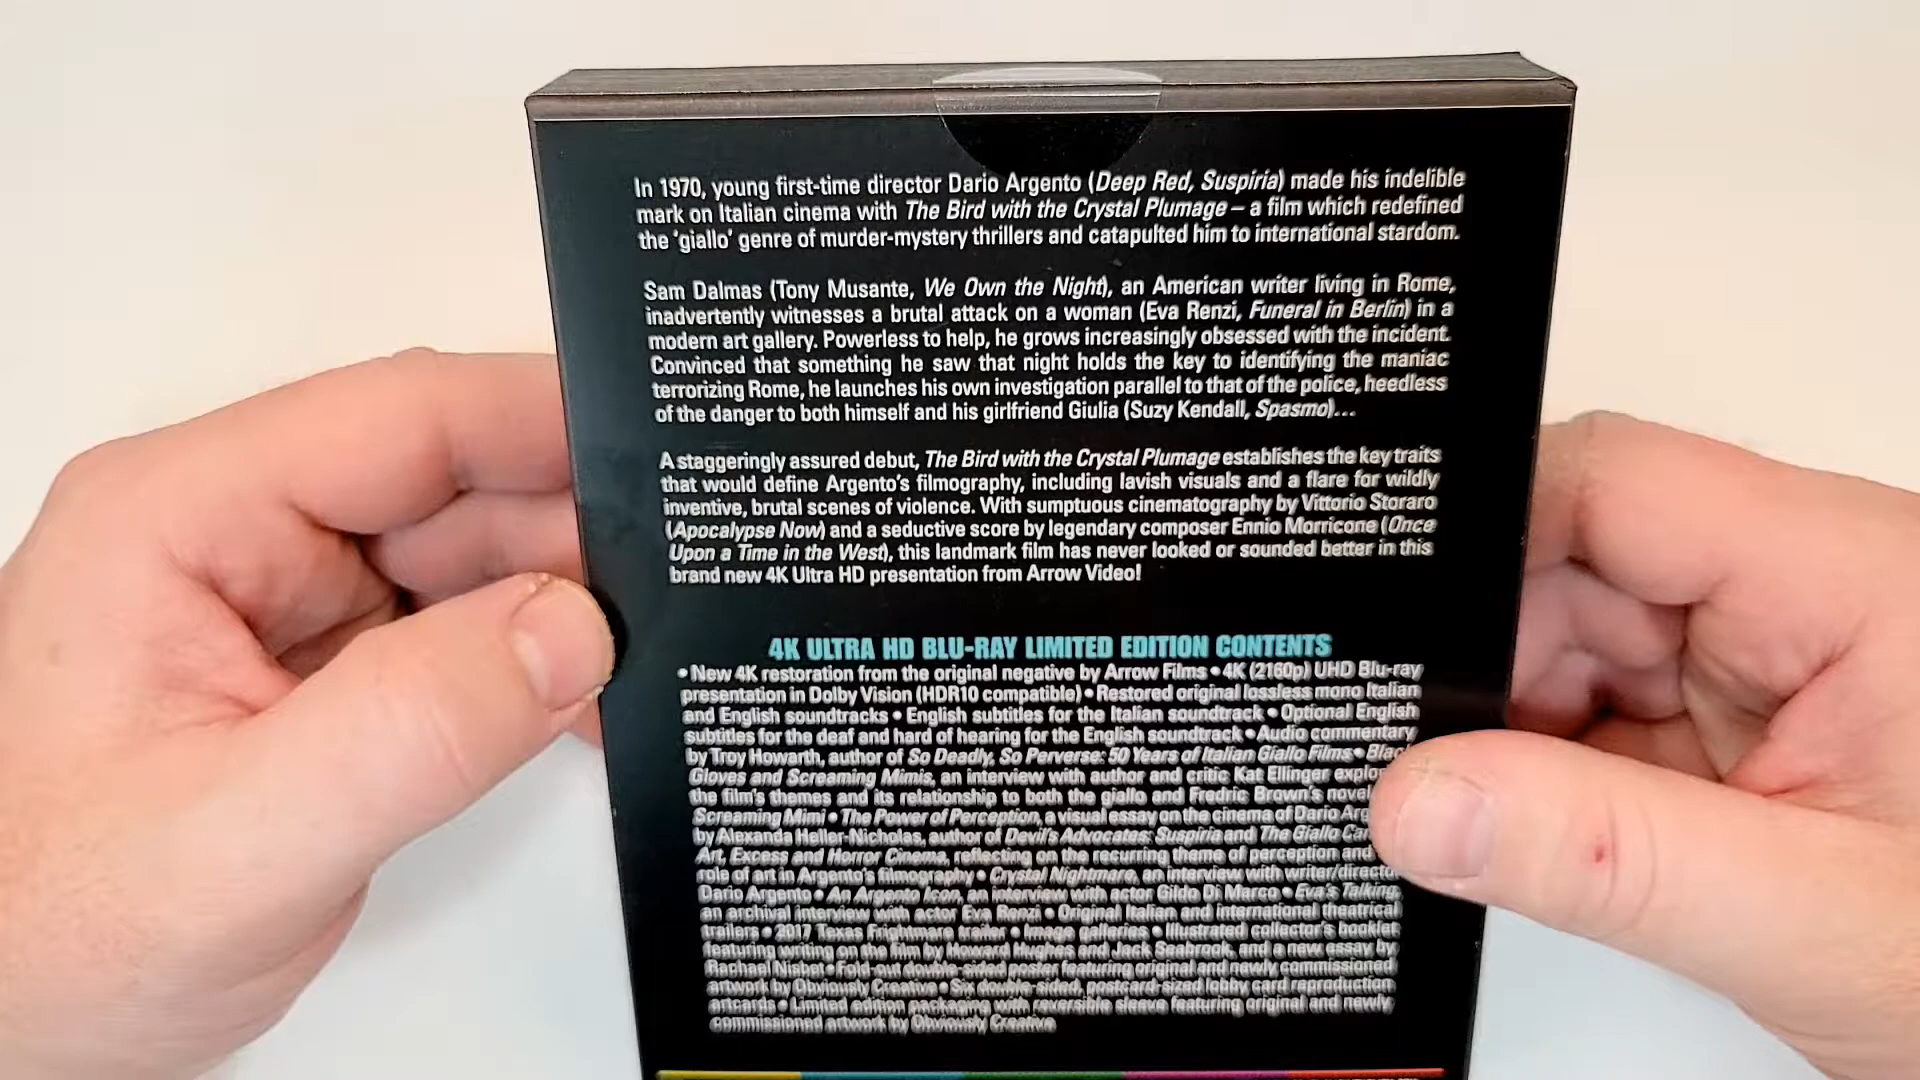 In 1970, young first-time director Dario Argento (Deep Red, Suspiria) made his indelible
mark on Italian cinema with The Bird with the Crystal Plumage – a film which redefined
the ‘giallo’ genre of murder-mystery thrillers and catapulted him to international stardom.
Sam Dalmas (Tony Musante, We Own the Night), an American writer living in Rome,
inadvertently witnesses a brutal attack on a woman (Eva Renzi, Funeral in Berlin) in a
modern art gallery. Powerless to help, he grows increasingly obsessed with the incident.
Convinced that something he saw that night holds the key to identifying the maniac
terrorizing Rome, he launches his own investigation parallel to that of the police, heedless
of the danger to both himself and his girlfriend Giulia (Suzy Kendall, Spasmo)...
A staggeringly assured debut, The Bird with the Crystal Plumage establishes the key traits
that would define Argento's filmography, including lavish visuals and a flare for wildly
inventive, brutal scenes of violence. With sumptuous cinematography by Vittorio Storaro
(Apocalypse Now) and a seductive score by legendary composer Ennio Morricone (Once
Upon a Time in the West), this landmark film has never looked or sounded better in this
brand new 4K Ultra HD presentation from Arrow Video!
4K ULTRA HD BLU-RAY LIMITED EDITION CONTENTS
• New 4K restoration from the original negative by Arrow Films • 4K (2160p) UHD Blu-ray
presentation in Dolby Vision (HDR10 compatible) • Restored original lossless mono Italian
and English soundtracks • English subtitles for the Italian soundtrack • Optional English
subtitles for the deaf and hard of hearing for the English soundtrack • Audio commentary
by Troy Howarth, author of So Deadly, So Perverse: 50 Years of Italian Giallo Films •
Gloves and Screaming Mimis, an interview with author and critic Kat Ellinger
the film's themes and its relationship to both the giallo and Fredric Brown's novel
Screaming Mimi • The Power of Perception, a visual essay on the cinema of Dario
by Alexanda Heller-Nicholas, author of Devil's Advocates: Suspiria and The Giallo
Art, Excess and Horror Cinema, reflecting on the recurring theme of perception and
role of art in Argento's filmography • Crystal Nightmare, an interview with
Dario Argento • An Argento Icon, an interview with actor Gildo Di Marco • Eva's Talking,
an archival interview with actor Eva Renzi • Original Italian and international theatrical
trailers • 2017 Texas Frightmare trailer • Image galleries • Illustrated collector's booklet
featuring writing on the film by Howard Hughes and Jack Seabrook, and a new essay by
Rachael Nisbet • Fold-out double-sided poster featuring original and newly commissioned
artwork by Obviously Creative • Six double-sided, postcard-sized lobby card reproduction
artcards • Limited edition packaging with reversible sleeve featuring original and newly
commissioned artwork by Obviously Creative